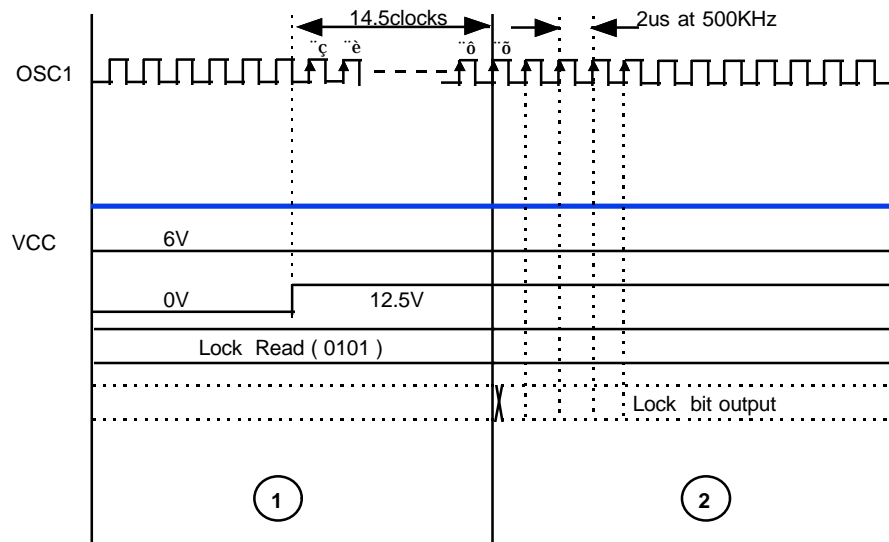 14.5clocks
2us at 500KHz
¨ç ¨è ¨ô ¨õ
OSC1
VCC
6V
0V
12.5V
Lock Read ( 0101 )
Lock bit output
1
2